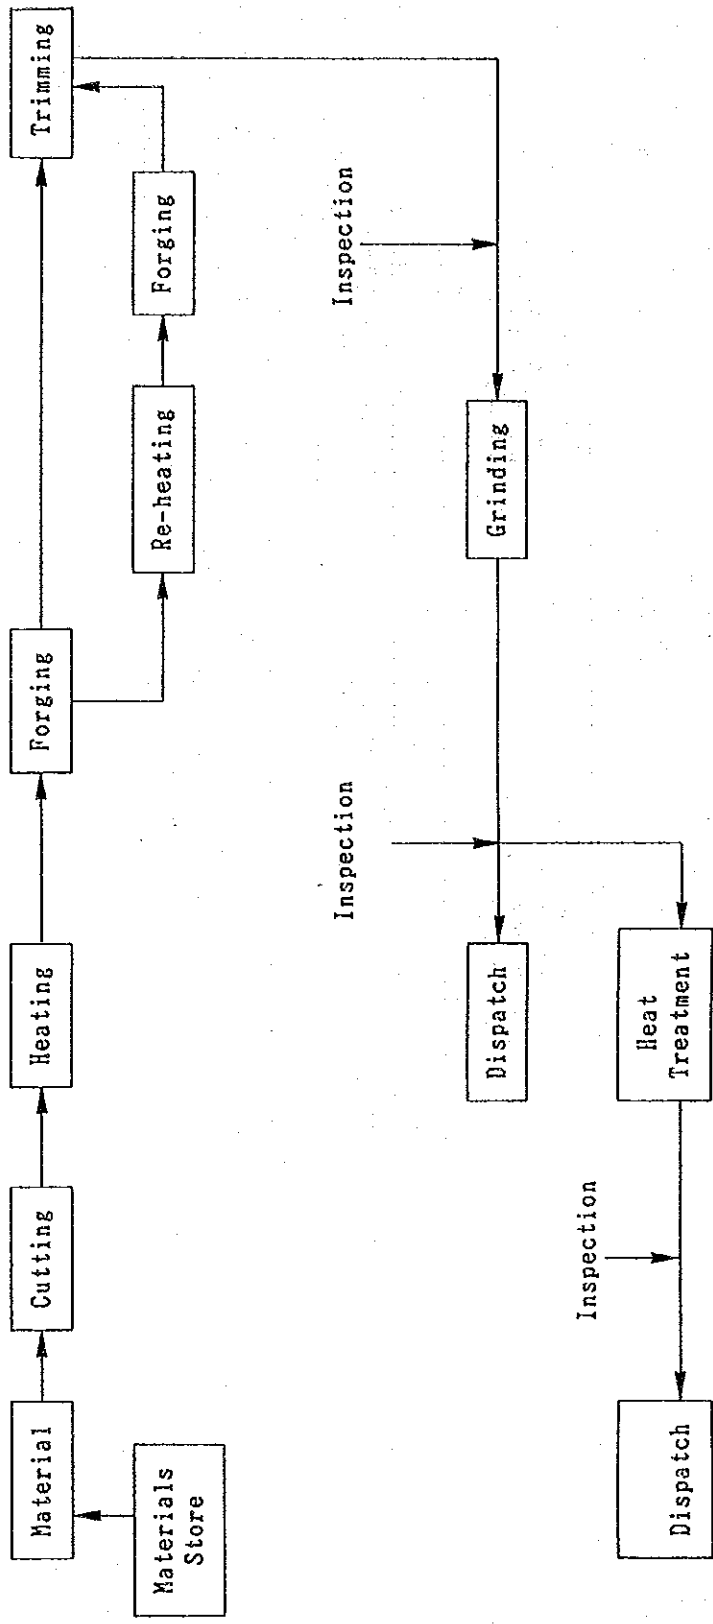 Material
Materials
Store
Cutting
Heating
Forging
Trimming
Re-heating
Forging
Inspection
Inspection
Dispatch
Grinding
Inspection
Dispatch
Heat
Treatment